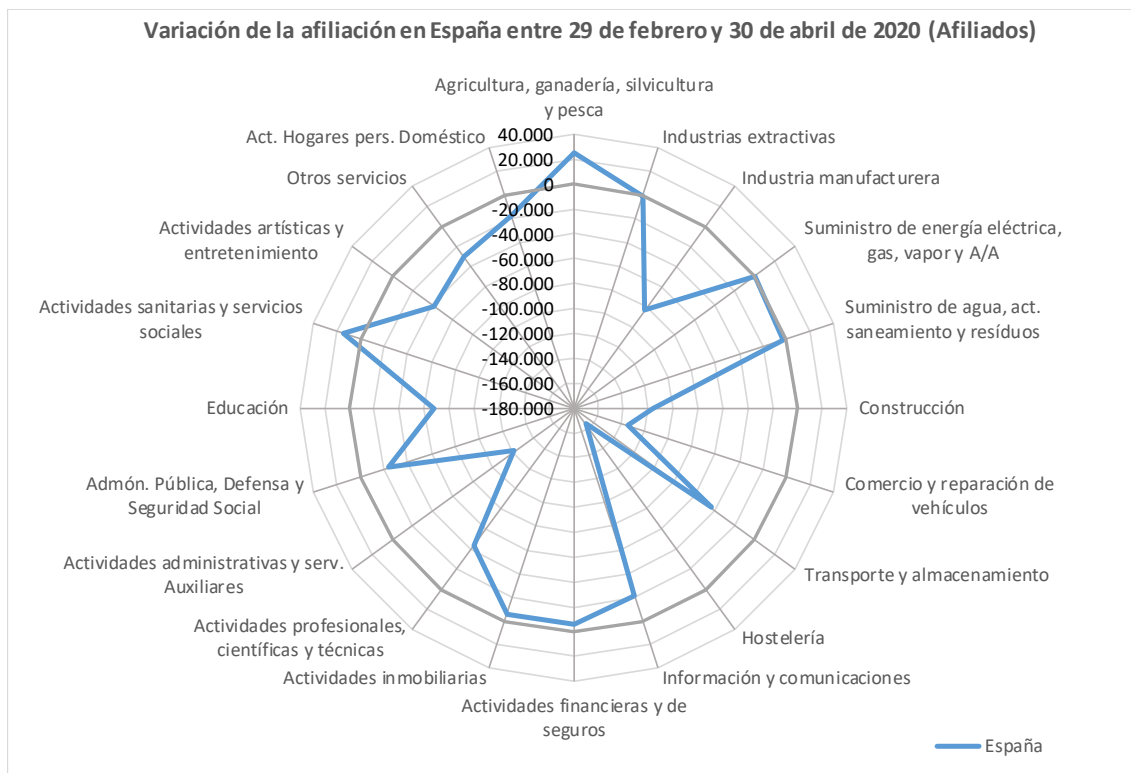 Variación de la afiliación en España entre 29 de febrero y 30 de abril de 2020 (Afiliados)
Agricultura, ganadería, silvicultura
y pesca
Industrias extractivas
Industria manufacturera
Suministro de energía eléctrica,
gas, vapor y A/A
Suministro de agua, act.
saneamiento y resíduos
Construcción
Comercio y reparación de
vehículos
Transporte y almacenamiento
Hostelería
Información y comunicaciones
Actividades financieras y de
seguros
Actividades inmobiliarias
Actividades profesionales,
científicas y técnicas
Actividades administrativas y serv.
Auxiliares
Admón. Pública, Defensa y
Seguridad Social
Educación
Actividades sanitarias y servicios
sociales
Actividades artísticas y
entretenimiento
Otros servicios
Act. Hogares pers. Doméstico
40.000
20.000
0
-20.000
-40.000
-60.000
-80.000
-100.000
-120.000
-140.000
-160.000
-180.000
España